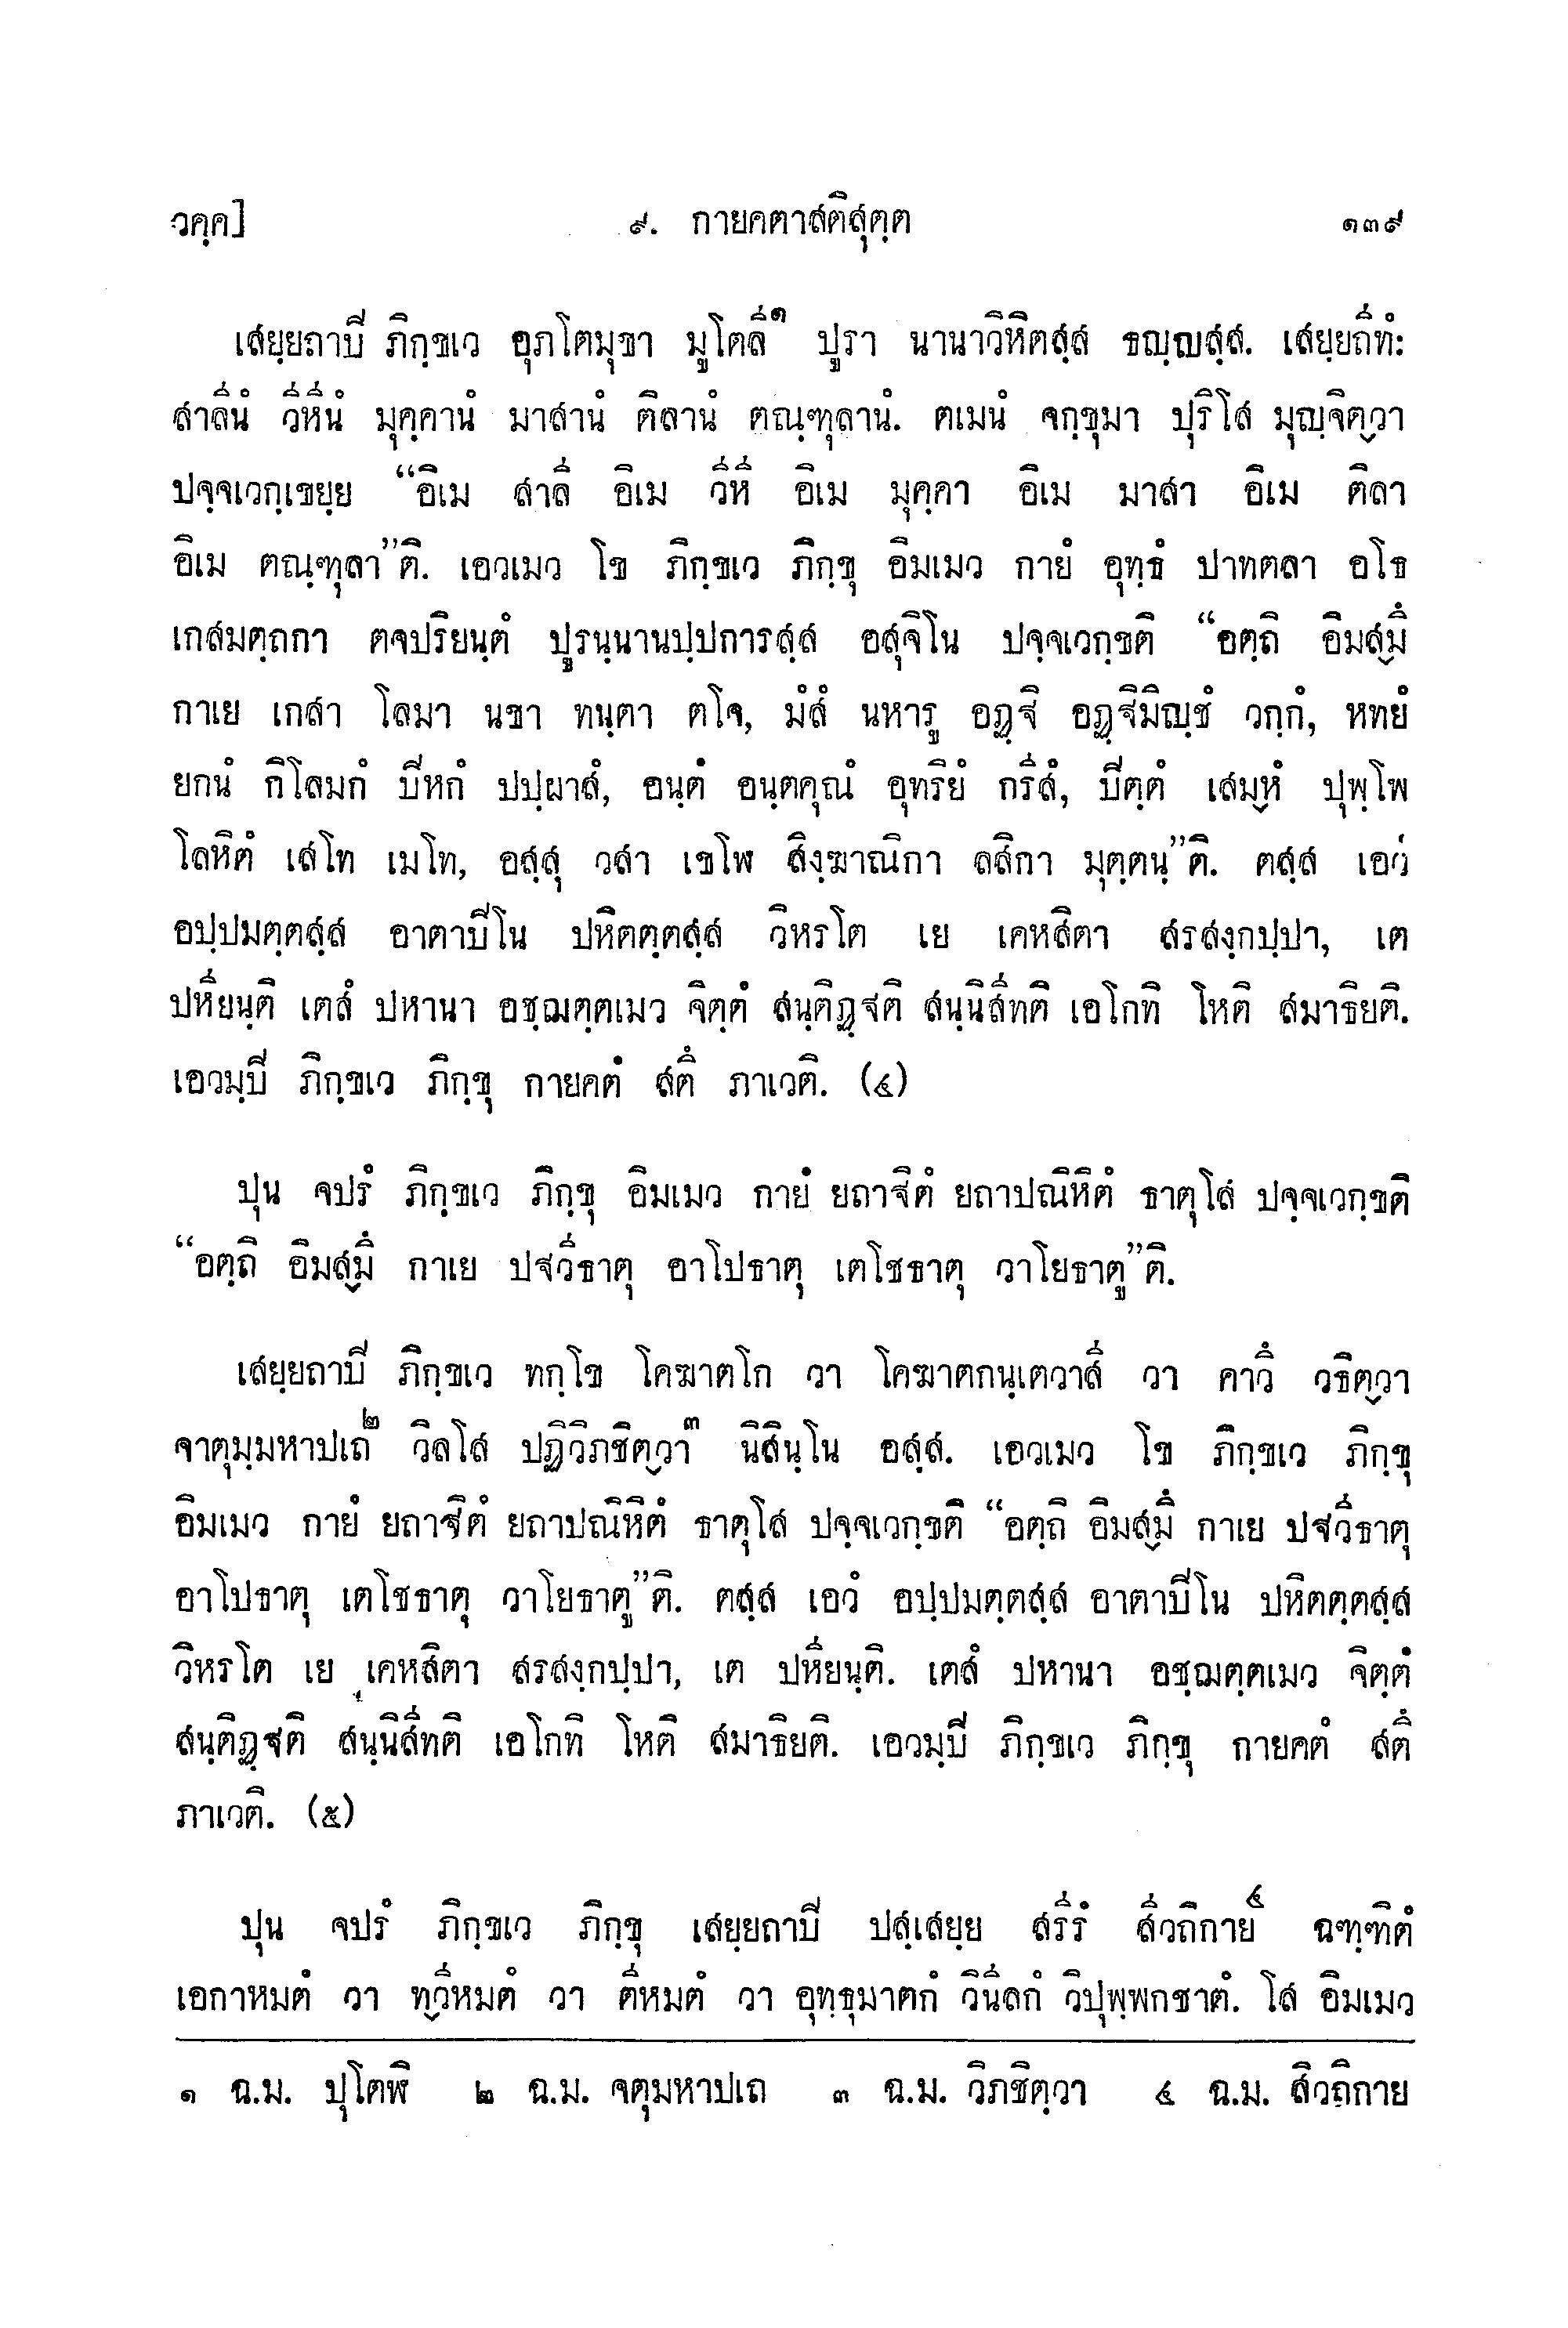 วคฺค]    ๙. กายคตาสติสุตฺต    ๑๓๙
เสยฺยถาปี ภิกฺขเว อุภโตมุขา มูโตลี๑ ปูรา นานาวิหิตสฺส ธญฺญสฺส. เสยฺยถีทํ:
สาลีนํ วีหีนํ มุคฺคานํ มาสานํ ติลานํ ตณฺฑุลานํ. ตเมนํ จกฺขุมา ปุริโส มุญฺจิตฺวา
ปจฺจเวกฺเขยฺย “อิเม สาลี อิเม วีหี อิเม มุคฺคา อิเม มาสา อิเม ติลา
อิเม ตณฺฑุลา”ติ. เอวเมว โข ภิกฺขเว ภิกฺขุ อิมเมว กายํ อุทฺธํ ปาทตลา อโธ
เกสมตฺถกา ตจปริยนฺตํ ปูรนฺนานปฺปการสฺส อสุจิโน ปจฺจเวกฺขติ “อตฺถิ อิมสฺมึ
กาเย เกสา โลมา นขา ทนฺตา ตโจ, มํสํ นหารู อฏฺฐิ อฏฺฐิมิญฺชํ วกฺกํ, หทยํ
ยกนํ กิโลมกํ ปีหกํ ปปฺผาสํ, อนฺตํ อนฺตคุณํ อุทริยํ กรีสํ, ปีตฺตํ เสมฺหํ ปุพฺโพ
โลหิตํ เสโท เมโท, อสฺสุ วสา เขโฬ สิงฺฆาณิกา ลสิกา มุตฺตนฺ”ติ. ตสฺส เอวํ
อปฺปมตฺตสฺส อาตาปีโน ปหิตตฺตสฺส วิหรโต เย เคหสิตา สรสงฺกปฺปา, เต
ปหียนฺติ เตสํ ปหานา อชฺฌตฺตเมว จิตฺตํ สนฺติฏฺฐติ สนฺนิสีทติ เอโกทิ โหติ สมาธิยติ.
เอวมฺปี ภิกฺขเว ภิกฺขุ กายคตํ สตึ ภาเวติ. (๔)
ปุน จปรํ ภิกฺขเว ภิกฺขุ อิมเมว กายํ ยถาฐิตํ ยถาปณิหิตํ ธาตุโส ปจฺจเวกฺขติ
“อตฺถิ อิมสฺมึ กาเย ปฐวีธาตุ อาโปธาตุ เตโชธาตุ วาโยธาตู”ติ.
เสยฺยถาปี ภิกฺขเว ทกฺโข โคฆาตโก วา โคฆาตกนฺเตวาสี วา คาวึ วธิตฺวา
จาตุมฺมหาปเถ๒ วิลโส ปฏิวิภชิตฺวา๓ นิสินฺโน อสฺส. เอวเมว โข ภิกฺขเว ภิกฺขุ
อิมเมว กายํ ยถาฐิตํ ยถาปณิหิตํ ธาตุโส ปจฺจเวกฺขติ “อตฺถิ อิมสฺมึ กาเย ปฐวีธาตุ
อาโปธาตุ เตโชธาตุ วาโยธาตู”ติ. ตสฺส เอวํ อปฺปมตฺตสฺส อาตาปีโน ปหิตตฺตสฺส
วิหรโต เย เคหสิตา สรสงฺกปฺปา, เต ปหียนฺติ. เตสํ ปหานา อชฺฌตฺตเมว จิตฺตํ
สนฺติฏฺฐติ สนฺนิสีทติ เอโกทิ โหติ สมาธิยติ. เอวมฺปี ภิกฺขเว ภิกฺขุ กายคตํ สตึ
ภาเวติ. (๕)
ปุน จปรํ ภิกฺขเว ภิกฺขุ เสยฺยถาปี ปสฺเสยฺย สรีรํ สีวถิกาย๔ ฉฑฺฑิตํ
เอกาหมตํ วา ทฺวีหมตํ วา ตีหมตํ วา อุทฺธุมาตกํ วินีลกํ วิปุพฺพกชาตํ. โส อิมเมว
๑ ฉ.ม. ปุโตฬิ ๒ ฉ.ม. จตุมหาปเถ ๓ ฉ.ม. วิภชิตฺวา ๔ ฉ.ม. สิวถิกาย